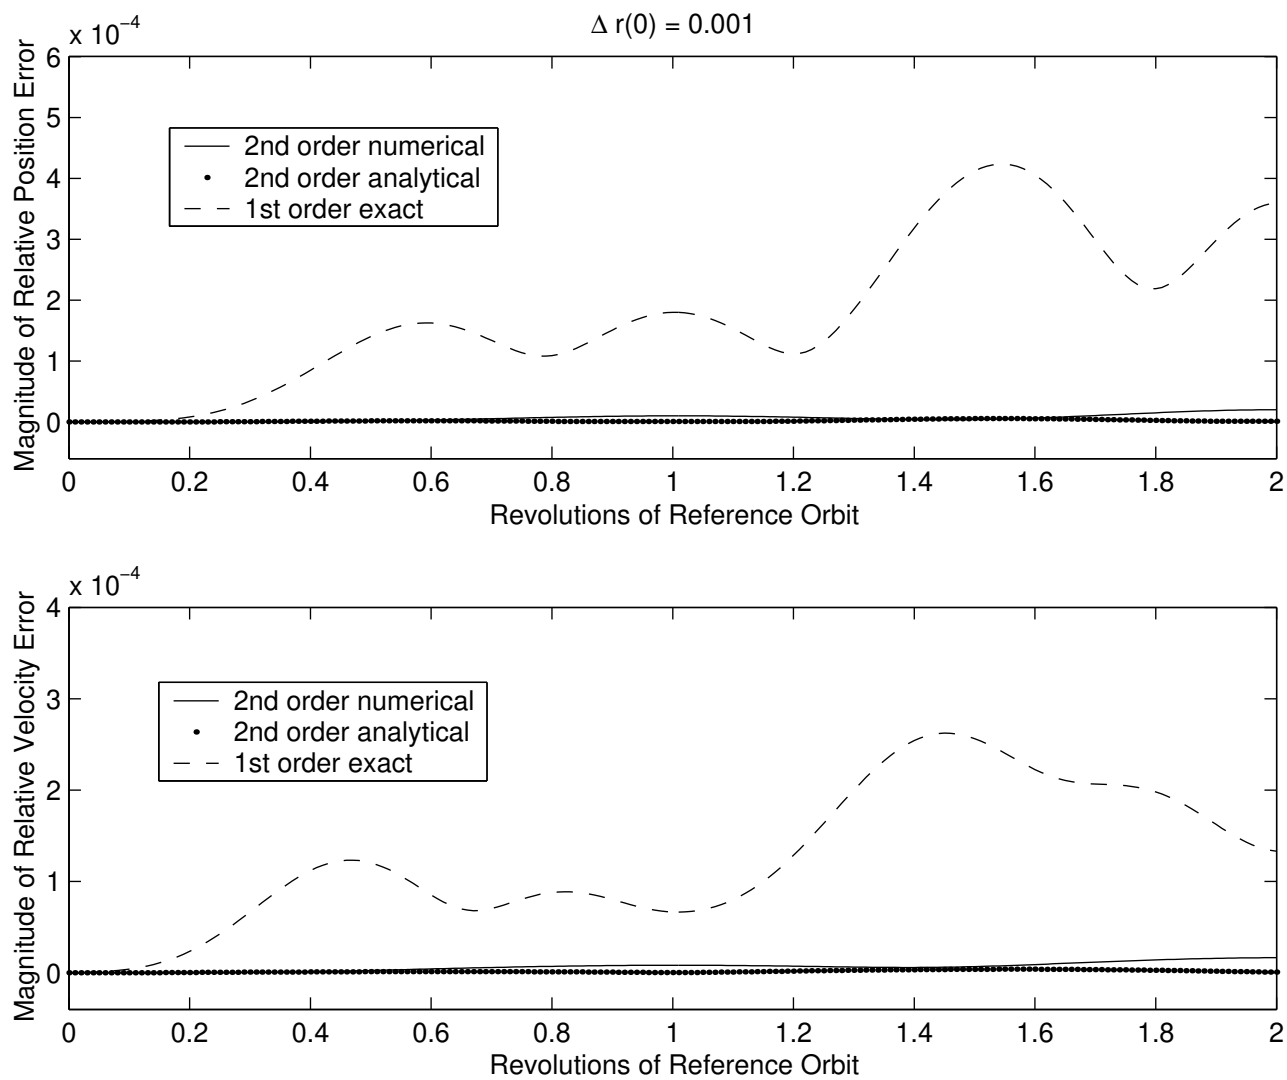 Δ r(0) = 0.001
x 10−4
6
5
4
3
2
1
0
Magnitude of Relative Position Error
2nd order numerical
2nd order analytical
1st order exact
0 0.2 0.4 0.6 0.8 1 1.2 1.4 1.6 1.8 2
Revolutions of Reference Orbit
x 10−4
4
3
2
1
0
Magnitude of Relative Velocity Error
2nd order numerical
2nd order analytical
1st order exact
0 0.2 0.4 0.6 0.8 1 1.2 1.4 1.6 1.8 2
Revolutions of Reference Orbit